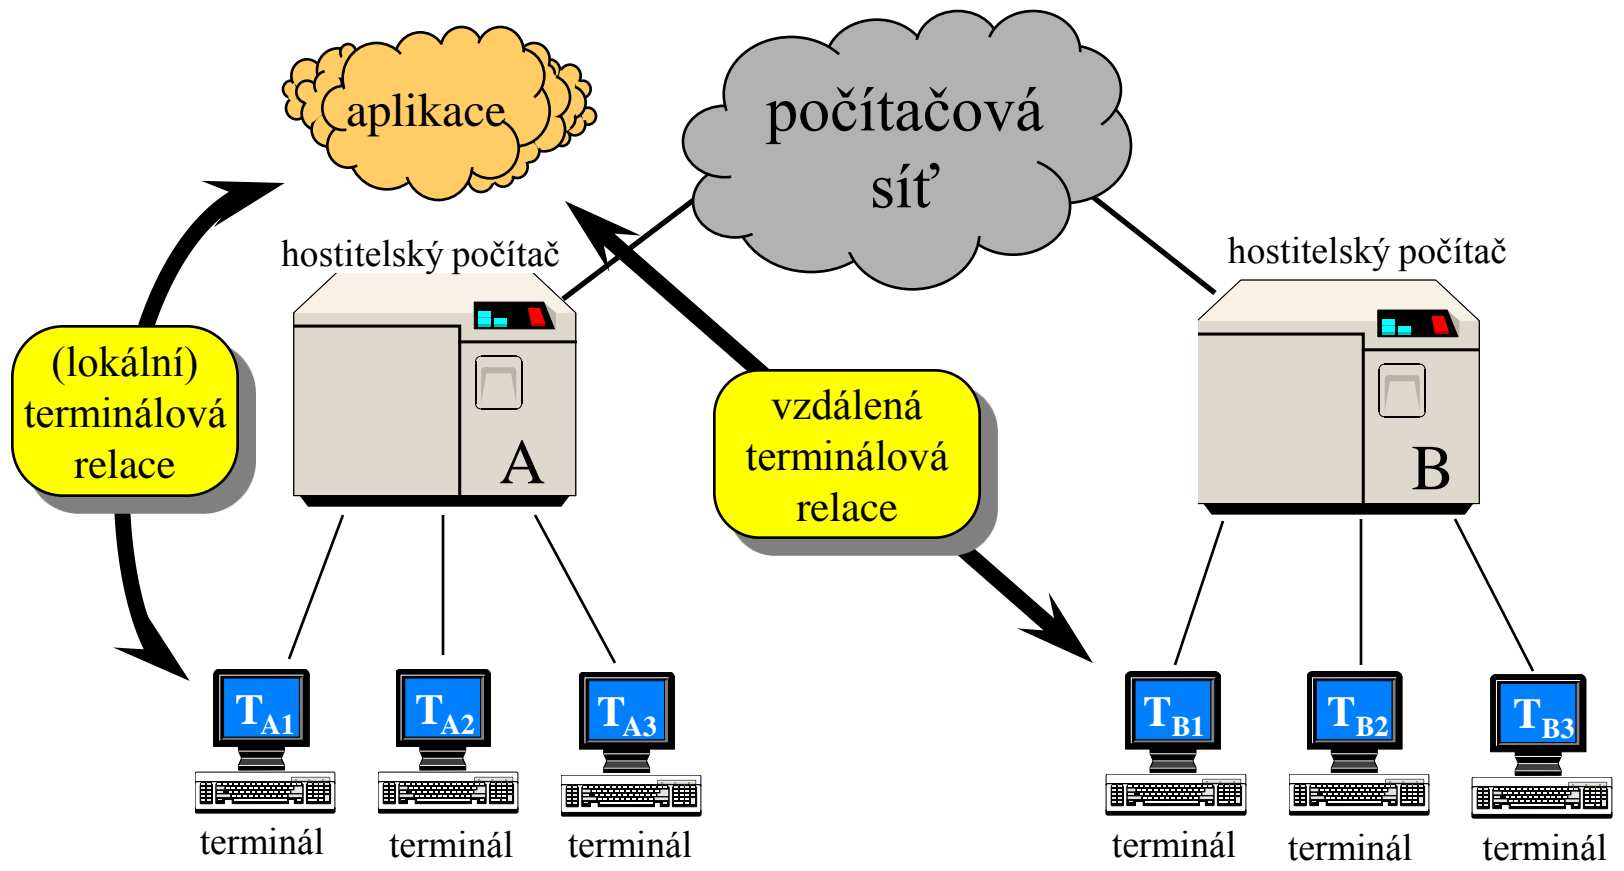 aplikace
počítačová
síť
hostitelský počítač
hostitelský počítač
(lokální)
terminálová
relace
vzdálená
terminálová
relace
A
B
TA1
TA2
TA3
TB1
TB2
TB3
terminál
terminál
terminál
terminál
terminál
terminál